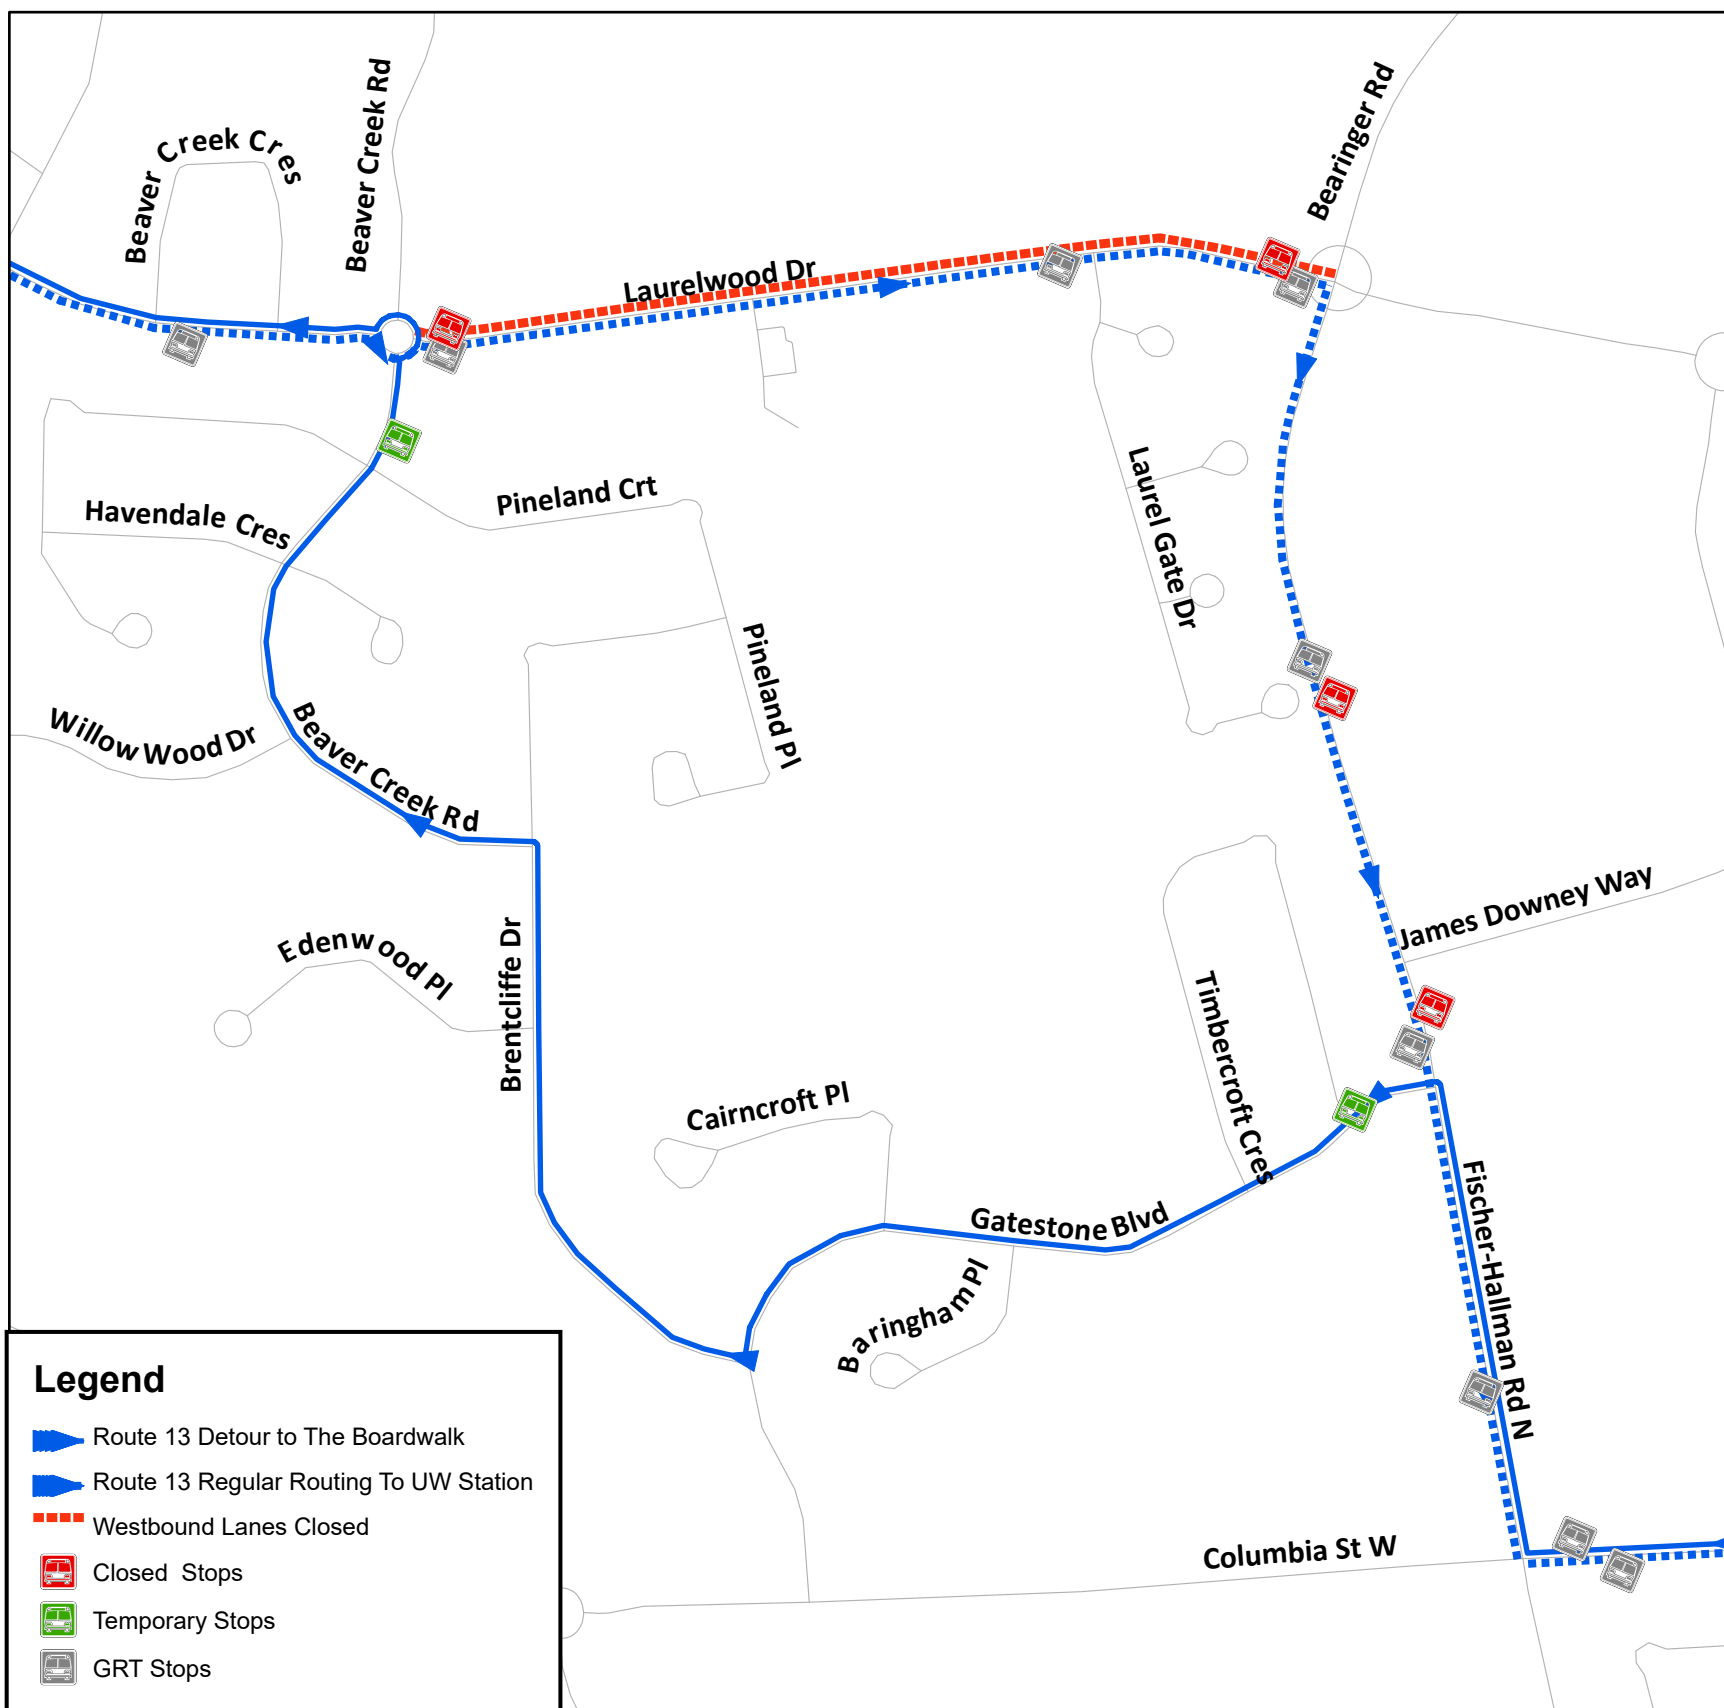 Beaver Creek Cres
Beaver Creek Rd
Bearinger Rd
Laurelwood Dr
Havendale Cres
Pineland Crt
Laurel Gate Dr
Pineland Pl
Willow Wood Dr
Beaver Creek Rd
James Downey Way
Edenwood Pl
Brentcliffe Dr
Timbercroft Cres
Cairncroft Pl
Gatestone Blvd
Fischer-Hallman Rd N
Baringham Pl
Columbia St W
Legend
Route 13 Detour to The Boardwalk
Route 13 Regular Routing To UW Station
Westbound Lanes Closed
Closed Stops
Temporary Stops
GRT Stops